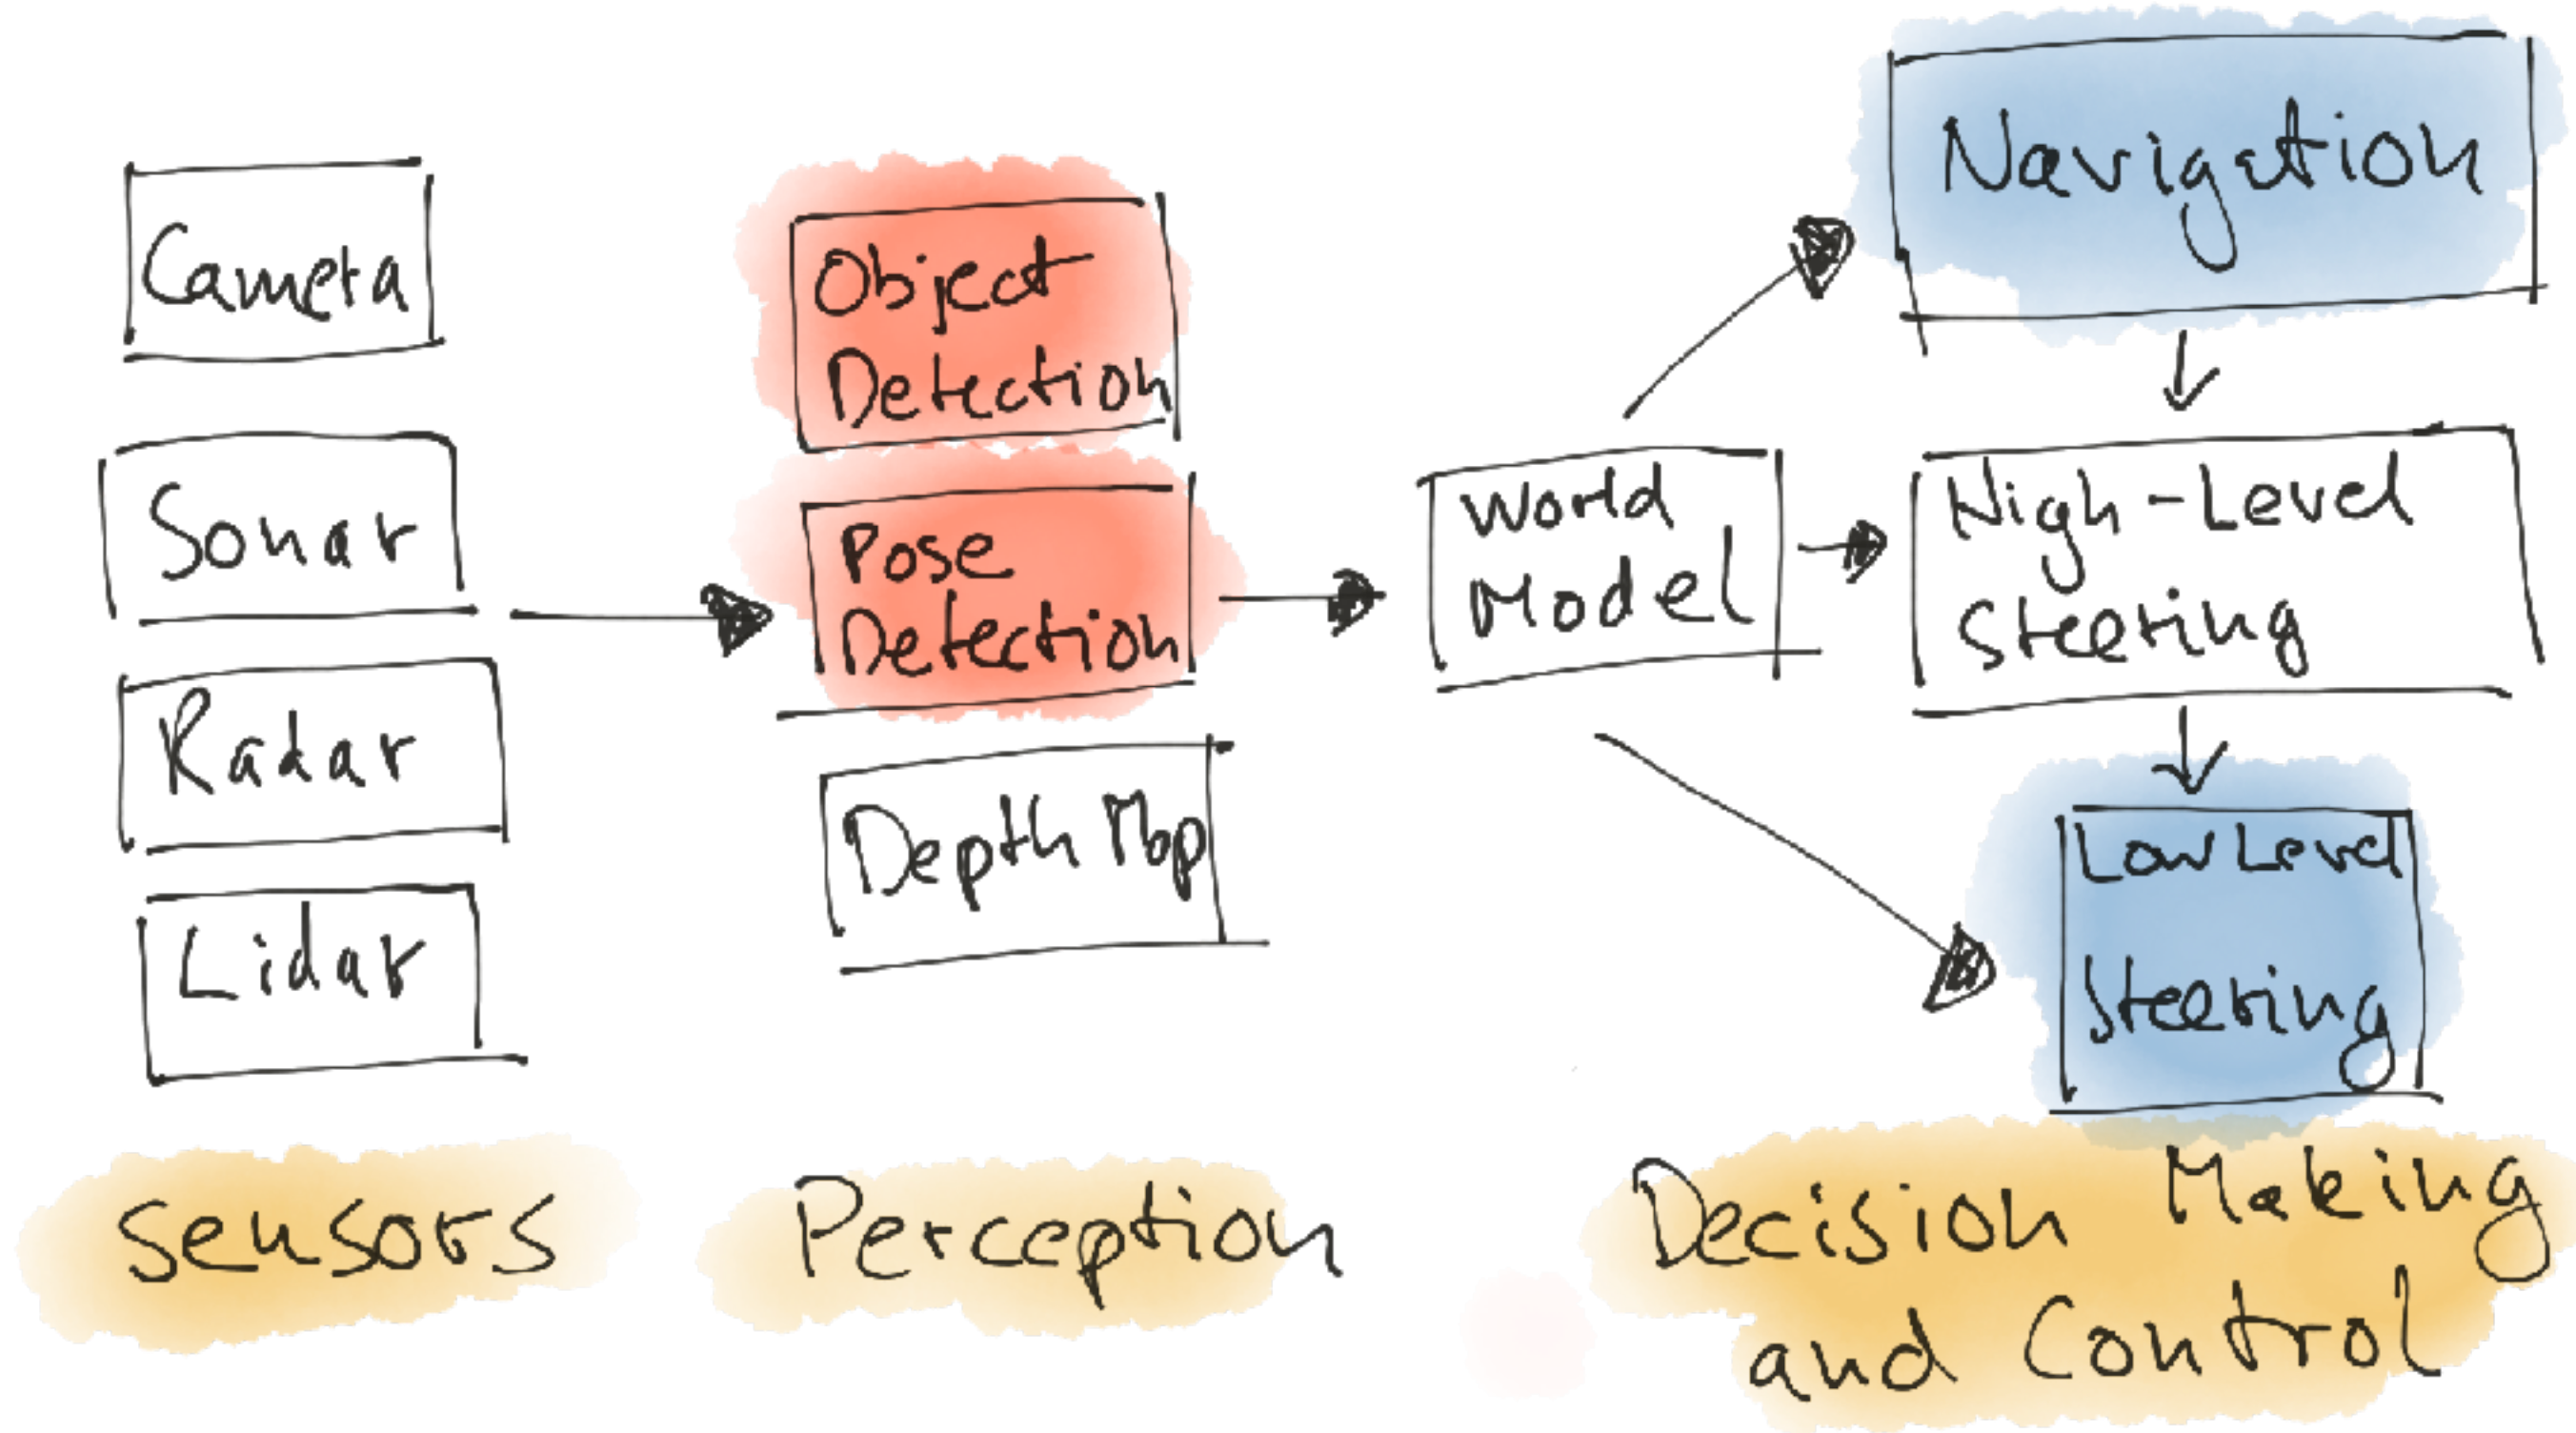 Camera
Sonar
Radar
Lidar
Sensors
Object
Detection
Pose
Detection
Depth Map
Perception
World
Model
Navigation
High-Level
Steering
Low Level
Steering
Decision Making
and Control